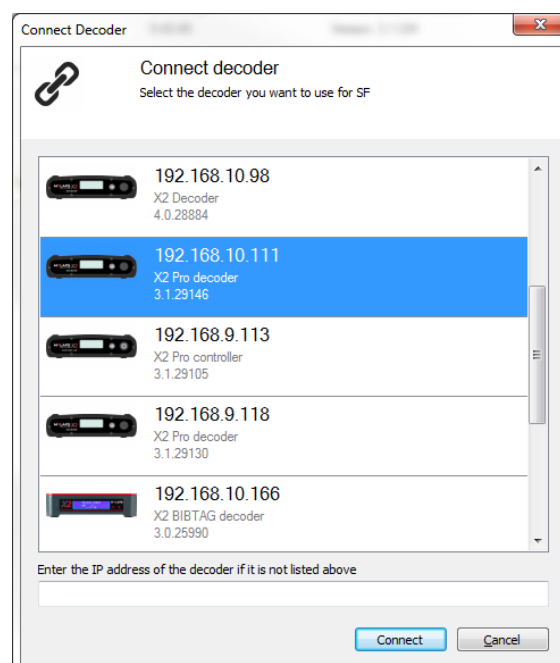 Connect Decoder
Connect decoder
Select the decoder you want to use for SF
192.168.10.98
X2 Decoder
4.0.28884
192.168.10.111
X2 Pro decoder
3.1.29146
192.168.9.113
X2 Pro controller
3.1.29105
192.168.9.118
X2 Pro decoder
3.1.29130
192.168.10.166
X2 BIBTAG decoder
3.0.25990
Enter the IP address of the decoder if it is not listed above
Connect
Cancel